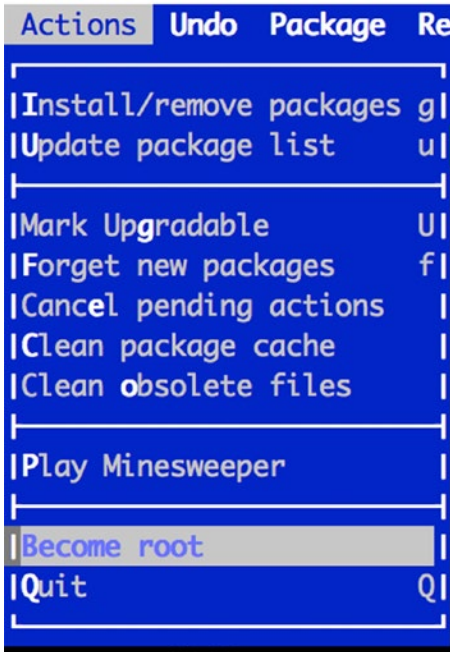 Actions Undo Package Re
Install/remove packages g
Update package list u
Mark Upgradable U
Forget new packages f
Cancel pending actions
Clean package cache
Clean obsolete files
Play Minesweeper
Become root
Quit Q